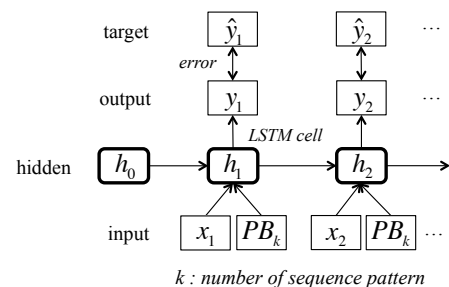 target ŷ₁ ŷ₂ ...
error
output y₁ y₂ ...
LSTM cell
hidden h₀ h₁ h₂
input x₁ PBₖ x₂ PBₖ ...
k : number of sequence pattern